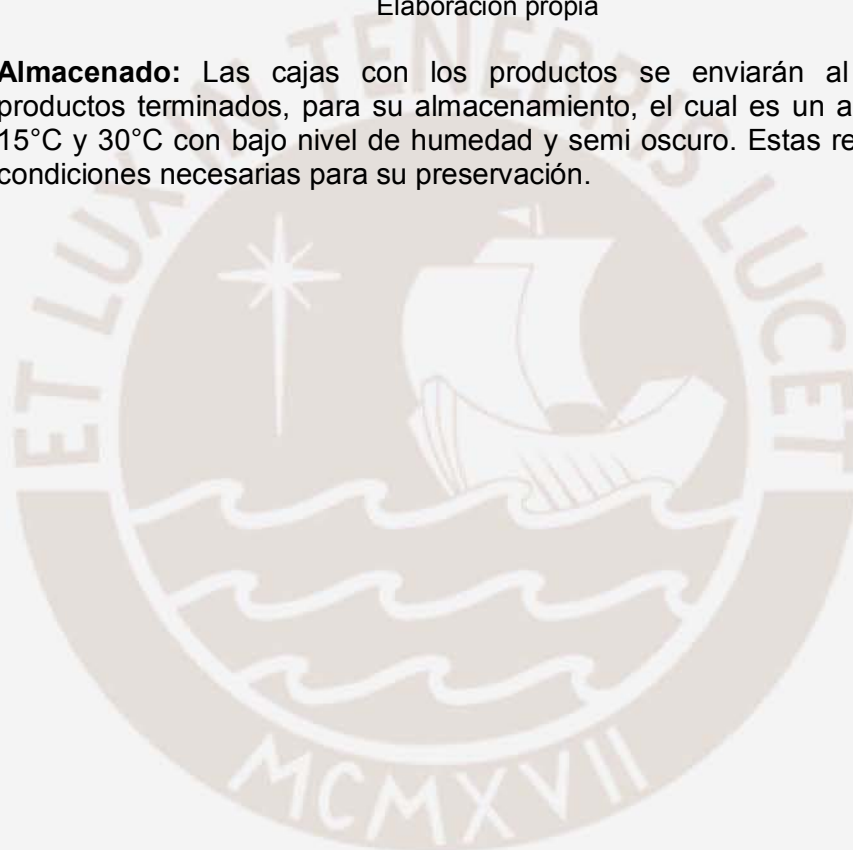 Elaboración propia
Almacenado: Las cajas con los productos se enviarán al
productos terminados, para su almacenamiento, el cual es un a
15°C y 30°C con bajo nivel de humedad y semi oscuro. Estas re
condiciones necesarias para su preservación.
ET LUX IN TENEBRIS LUCET
MCMXVII